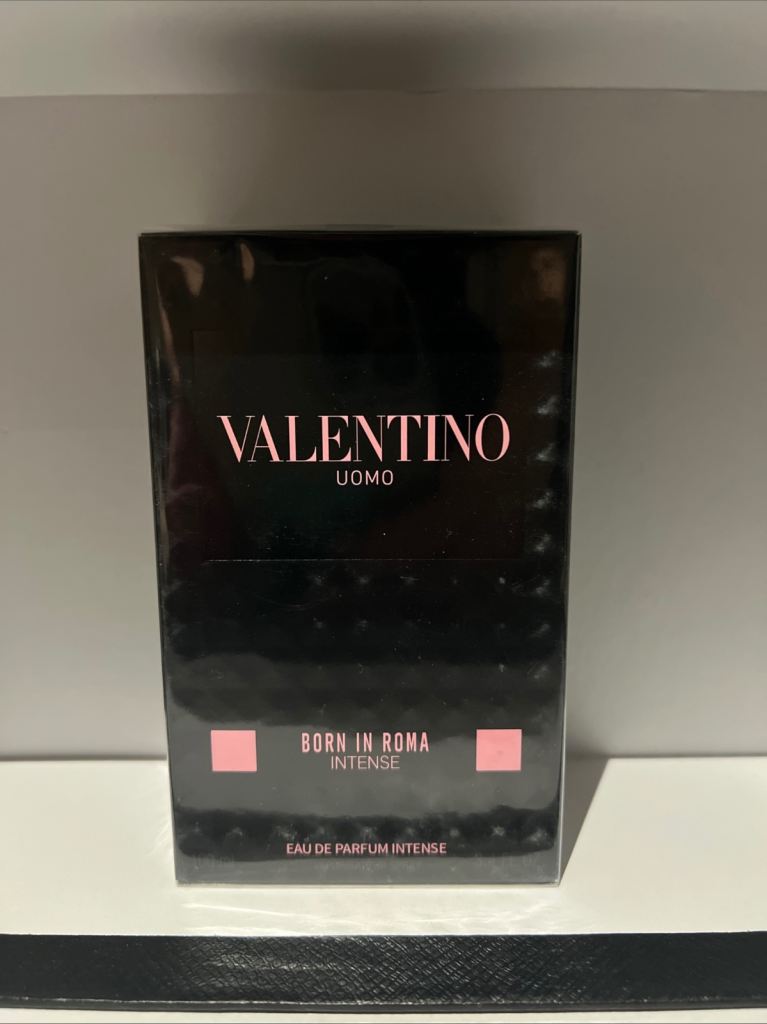 VALENTINO
UOMO
BORN IN ROMA
INTENSE
EAU DE PARFUM INTENSE